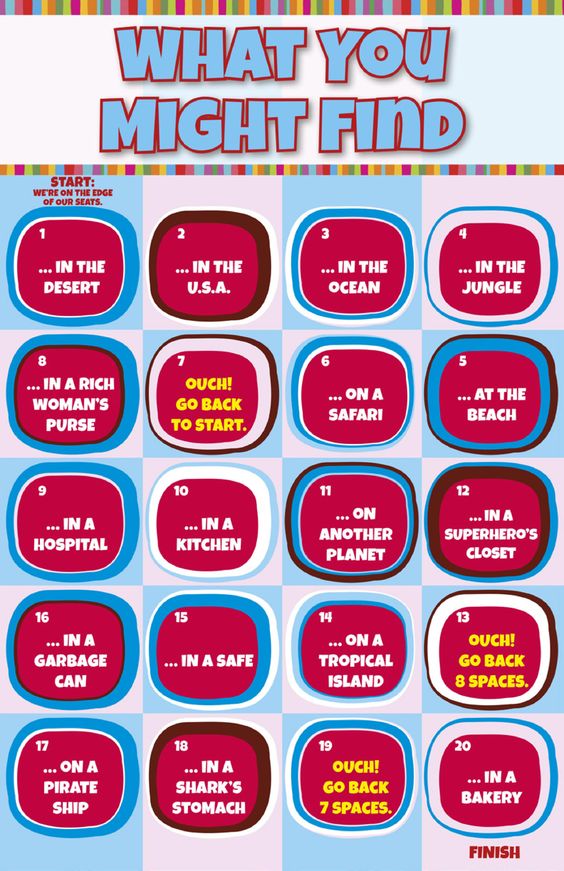 WHAT YOU
MIGHT FIND
START:
WE'RE ON THE EDGE
OF OUR SEATS.
1
... IN THE
DESERT
2
... IN THE
U.S.A.
3
... IN THE
OCEAN
4
... IN THE
JUNGLE
8
... IN A RICH
WOMAN'S
PURSE
7
OUCH!
GO BACK
TO START.
6
... ON A
SAFARI
5
... AT THE
BEACH
9
... IN A
HOSPITAL
10
... IN A
KITCHEN
11
... ON
ANOTHER
PLANET
12
... IN A
SUPERHERO'S
CLOSET
16
... IN A
GARBAGE
CAN
15
... IN A SAFE
14
... ON A
TROPICAL
ISLAND
13
OUCH!
GO BACK
8 SPACES.
17
... ON A
PIRATE
SHIP
18
... IN A
SHARK'S
STOMACH
19
OUCH!
GO BACK
7 SPACES.
20
... IN A
BAKERY
FINISH